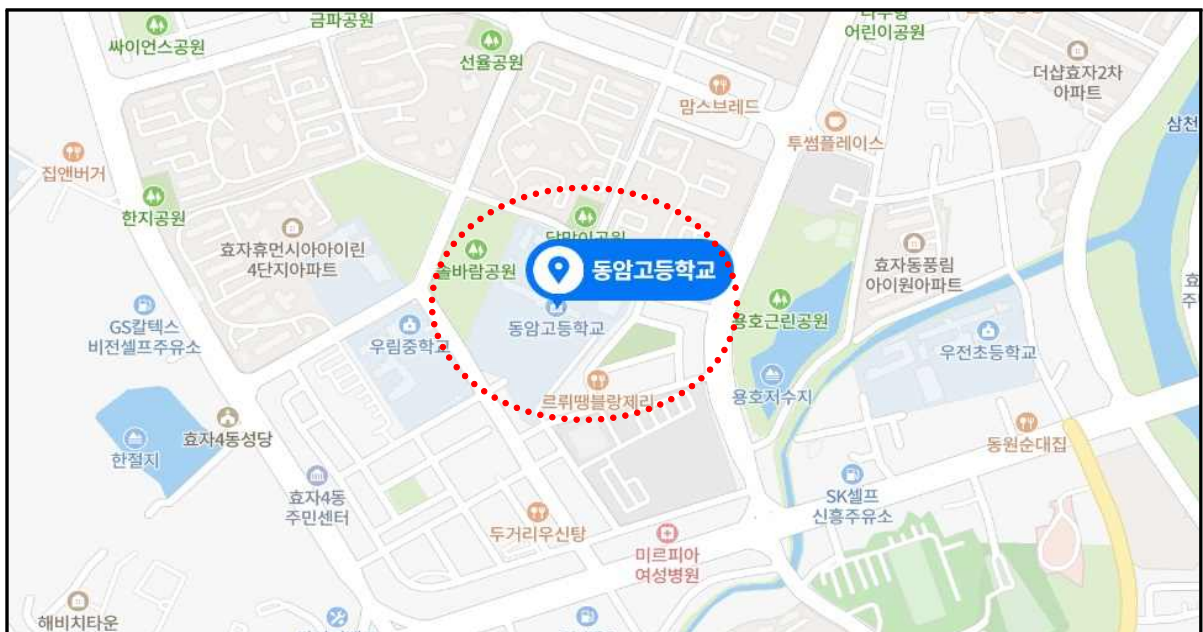 금파공원
싸이언스공원
선율공원
어린이공원
더샵효자2차
아파트
맘스브레드
투썸플레이스
삼천
집앤버거
한지공원
효자휴먼시아아이린
4단지아파트
솔바람공원
동암고등학교
효자동풍림
아이원아파트
GS칼텍스
비전셀프주유소
우림중학교
동암고등학교
용호근린공원
우전초등학교
르뤼땡블랑제리
용호저수지
효자4동성당
한절지
동원순대집
효자4동
주민센터
SK셀프
신흥주유소
두거리우신탕
미르피아
여성병원
해비치타운